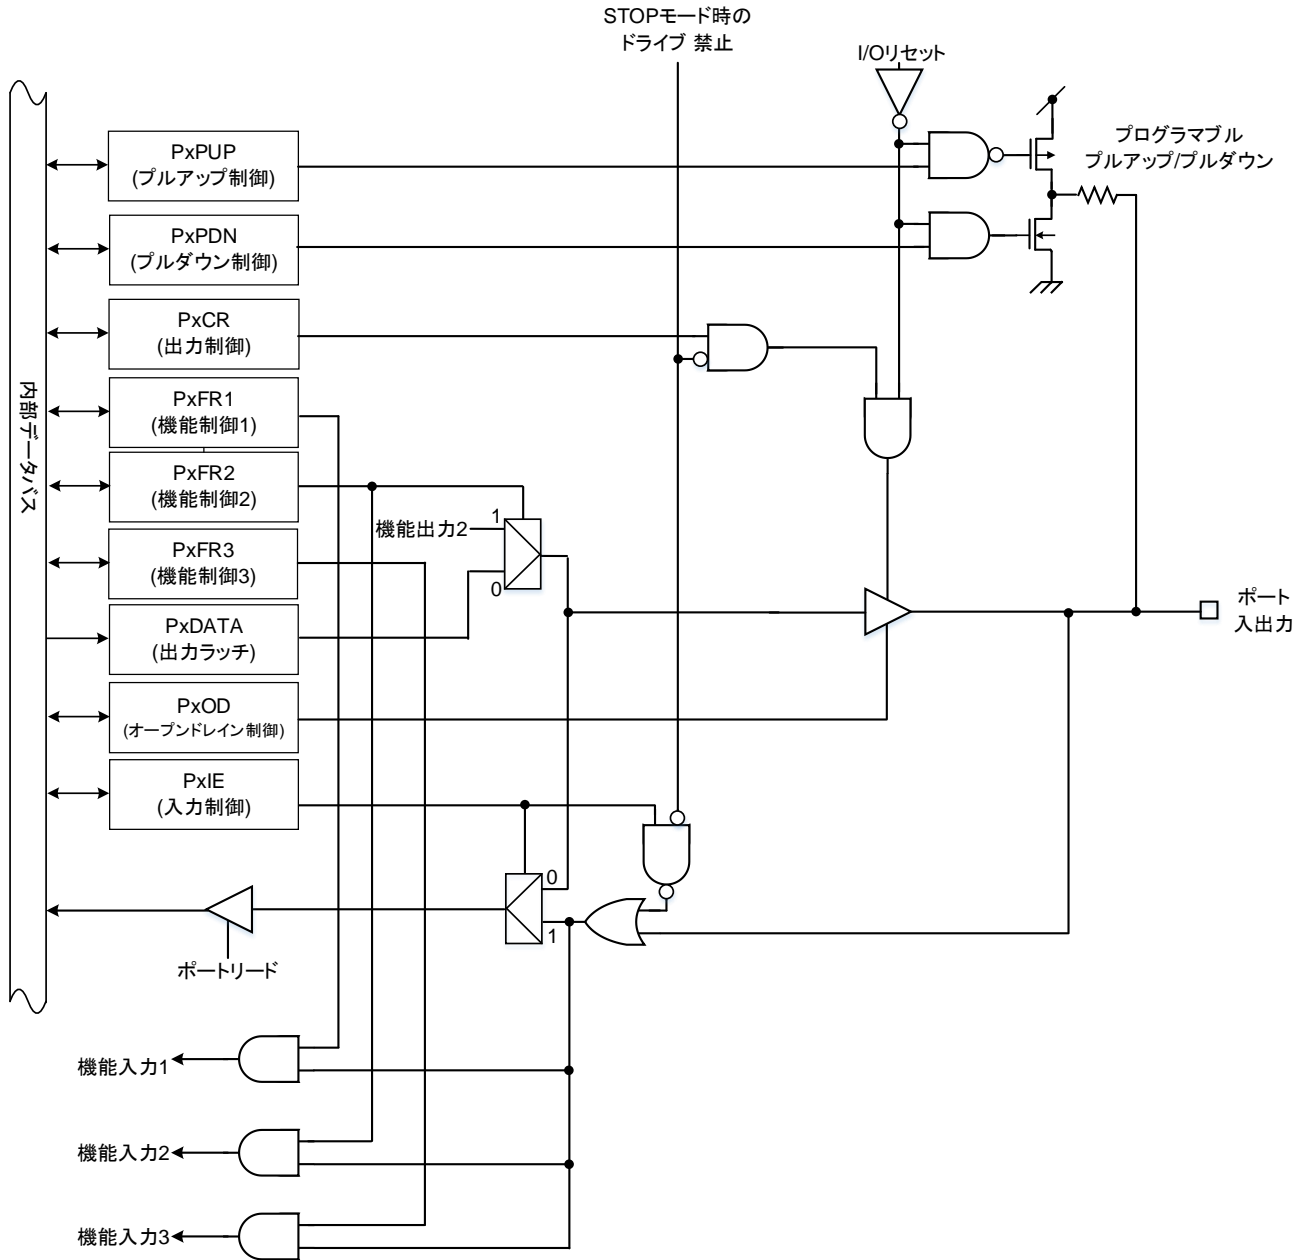 STOPモード時の
ドライブ 禁止
I/Oリセット
プログラマブル
プルアップ/プルダウン
PxPUP
(プルアップ制御)
PxPDN
(プルダウン制御)
PxCR
(出力制御)
内部データバス
PxFR1
(機能制御1)
PxFR2
(機能制御2)
1
機能出力2
0
PxFR3
(機能制御3)
ポート
入出力
PxDATA
(出力ラッチ)
PxOD
(オープンドレイン制御)
PxIE
(入力制御)
0
1
ポートリード
機能入力1
機能入力2
機能入力3